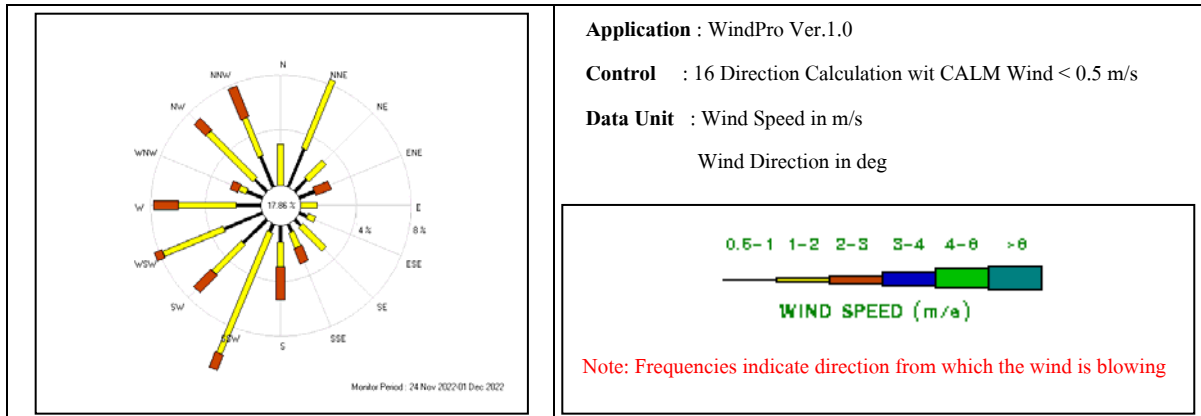 N
NNW
NNE
NW
NE
WNW
ENE
W
17.86 %
E
4 %
8 %
WSW
ESE
SW
SE
SSW
S
SSE
Monitor Period : 24 Nov 2022-01 Dec 2022
Application : WindPro Ver.1.0
Control : 16 Direction Calculation wit CALM Wind < 0.5 m/s
Data Unit : Wind Speed in m/s
Wind Direction in deg
0.5-1 1-2 2-3 3-4 4-6 >6
WIND SPEED (m/s)
Note: Frequencies indicate direction from which the wind is blowing